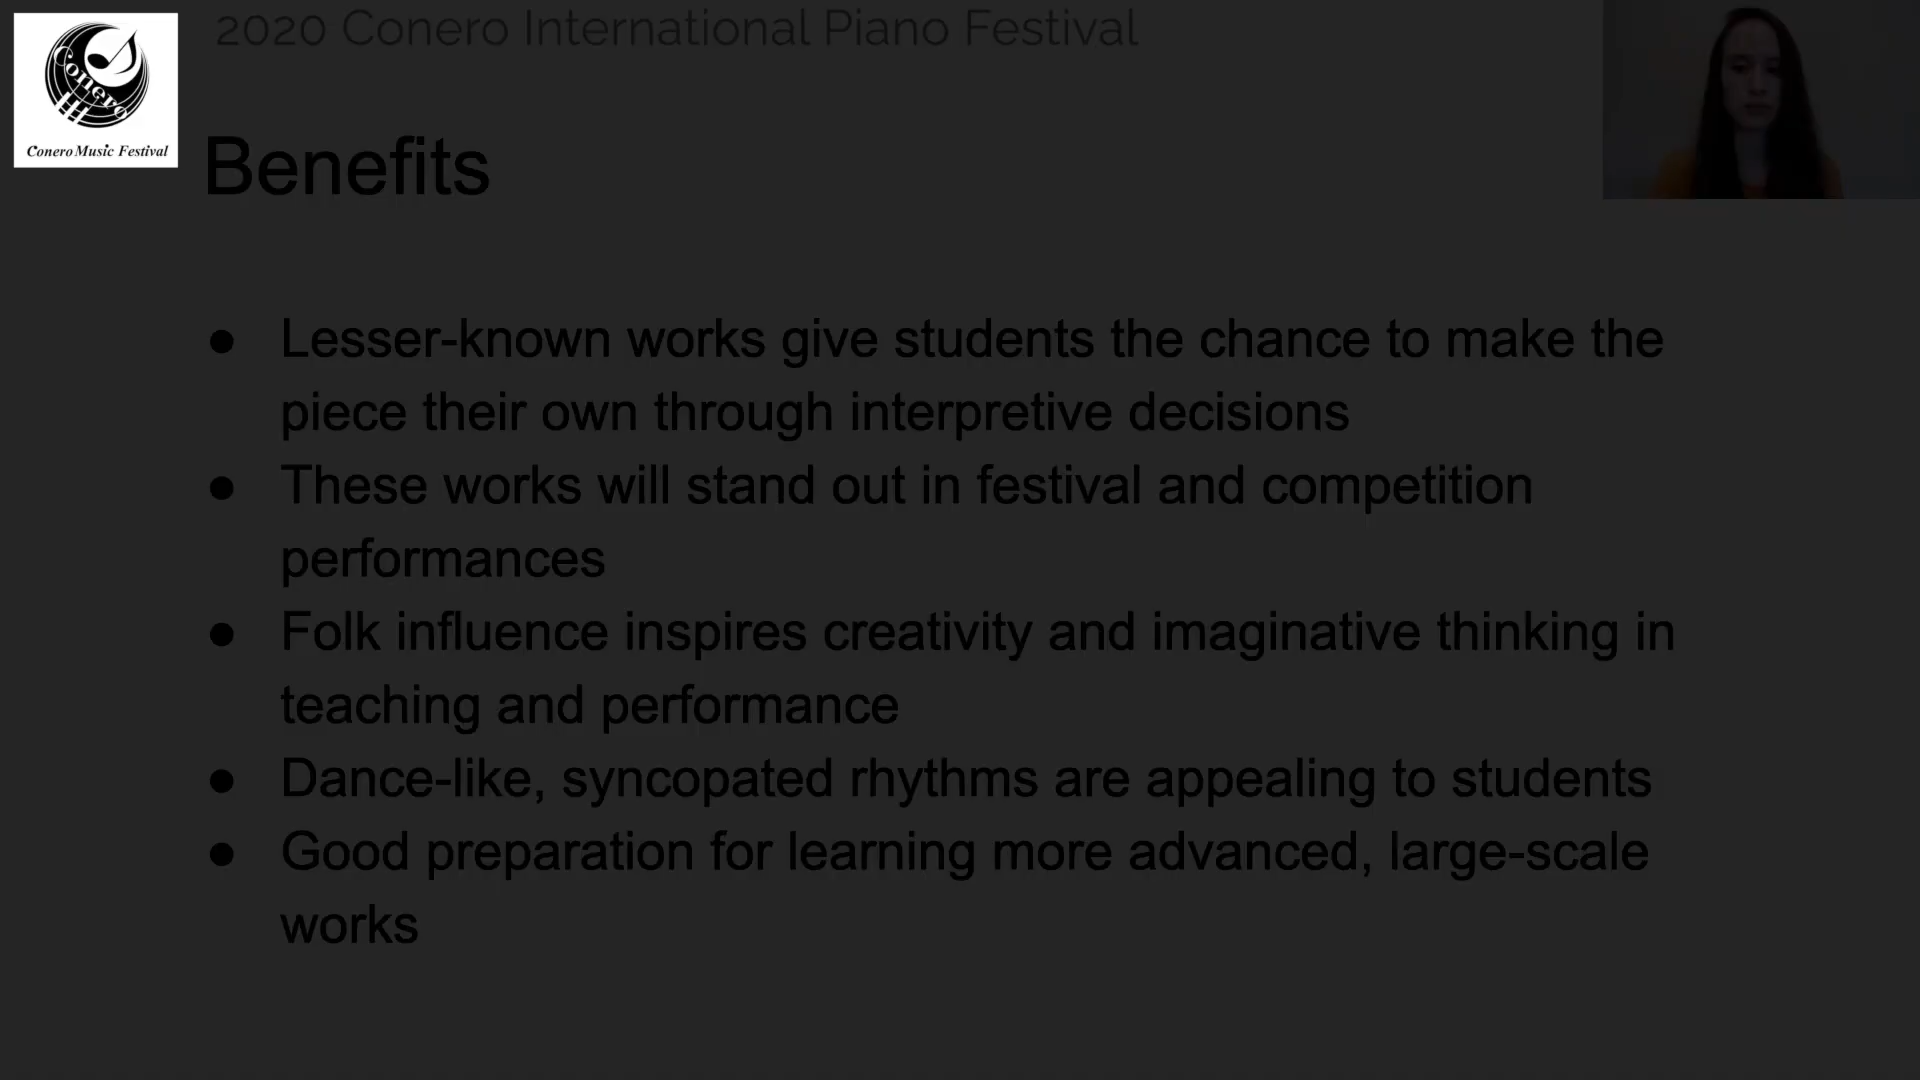 2020 Conero International Piano Festival
Conero
Conero Music Festival
Benefits
● Lesser-known works give students the chance to make the
piece their own through interpretive decisions
● These works will stand out in festival and competition
performances
● Folk influence inspires creativity and imaginative thinking in
teaching and performance
● Dance-like, syncopated rhythms are appealing to students
● Good preparation for learning more advanced, large-scale
works